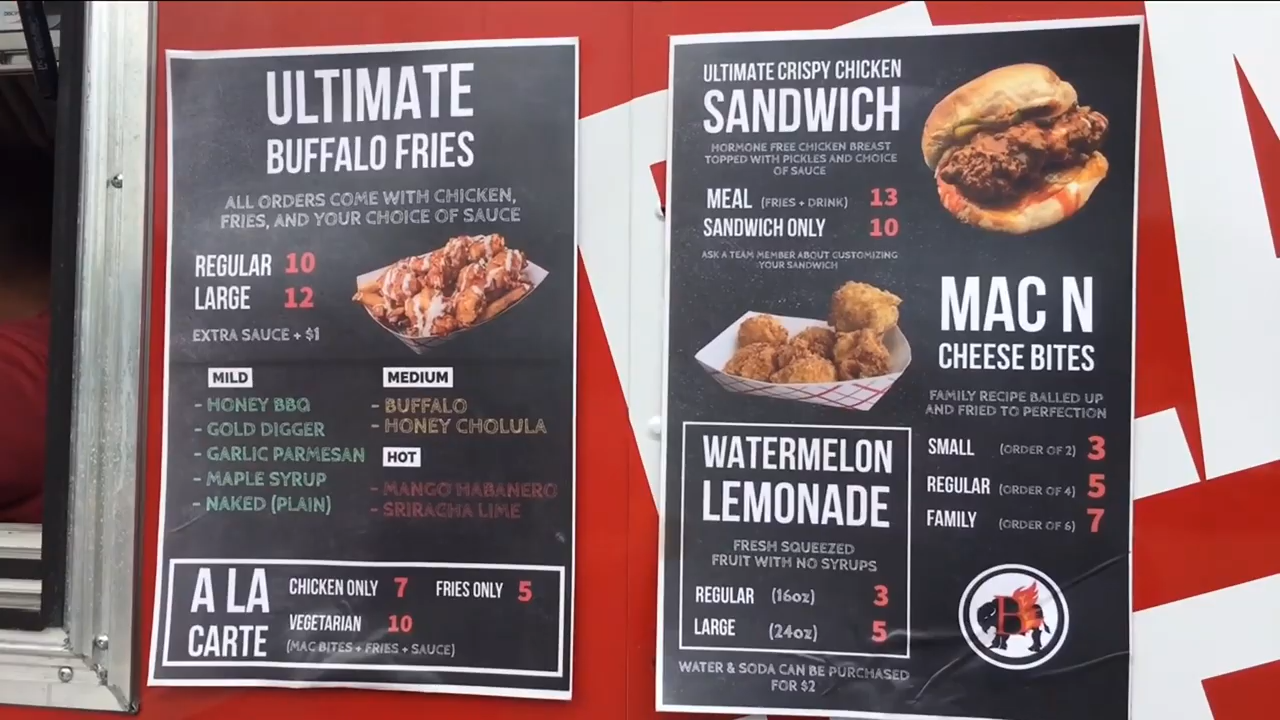 ULTIMATE
BUFFALO FRIES
ALL ORDERS COME WITH CHICKEN,
FRIES, AND YOUR CHOICE OF SAUCE
REGULAR 10
LARGE 12
EXTRA SAUCE + $1
MILD
- HONEY BBQ
- GOLD DIGGER
- GARLIC PARMESAN
- MAPLE SYRUP
- NAKED (PLAIN)
MEDIUM
- BUFFALO
- HONEY CHOLULA
HOT
- MANGO HABANERO
- SRIRACHA LIME
A LA
CARTE
CHICKEN ONLY 7 FRIES ONLY 5
VEGETARIAN 10
(MAC BITES + FRIES + SAUCE)
ULTIMATE CRISPY CHICKEN
SANDWICH
HORMONE FREE CHICKEN BREAST
TOPPED WITH PICKLES AND CHOICE
OF SAUCE
MEAL (FRIES + DRINK) 13
SANDWICH ONLY 10
ASK A TEAM MEMBER ABOUT CUSTOMIZING
YOUR SANDWICH
MAC N
CHEESE BITES
FAMILY RECIPE BALLED UP
AND FRIED TO PERFECTION
SMALL (ORDER OF 2) 3
REGULAR (ORDER OF 4) 5
FAMILY (ORDER OF 6) 7
WATERMELON
LEMONADE
FRESH SQUEEZED
FRUIT WITH NO SYRUPS
REGULAR (16oz) 3
LARGE (24oz) 5
WATER & SODA CAN BE PURCHASED
FOR $2
B